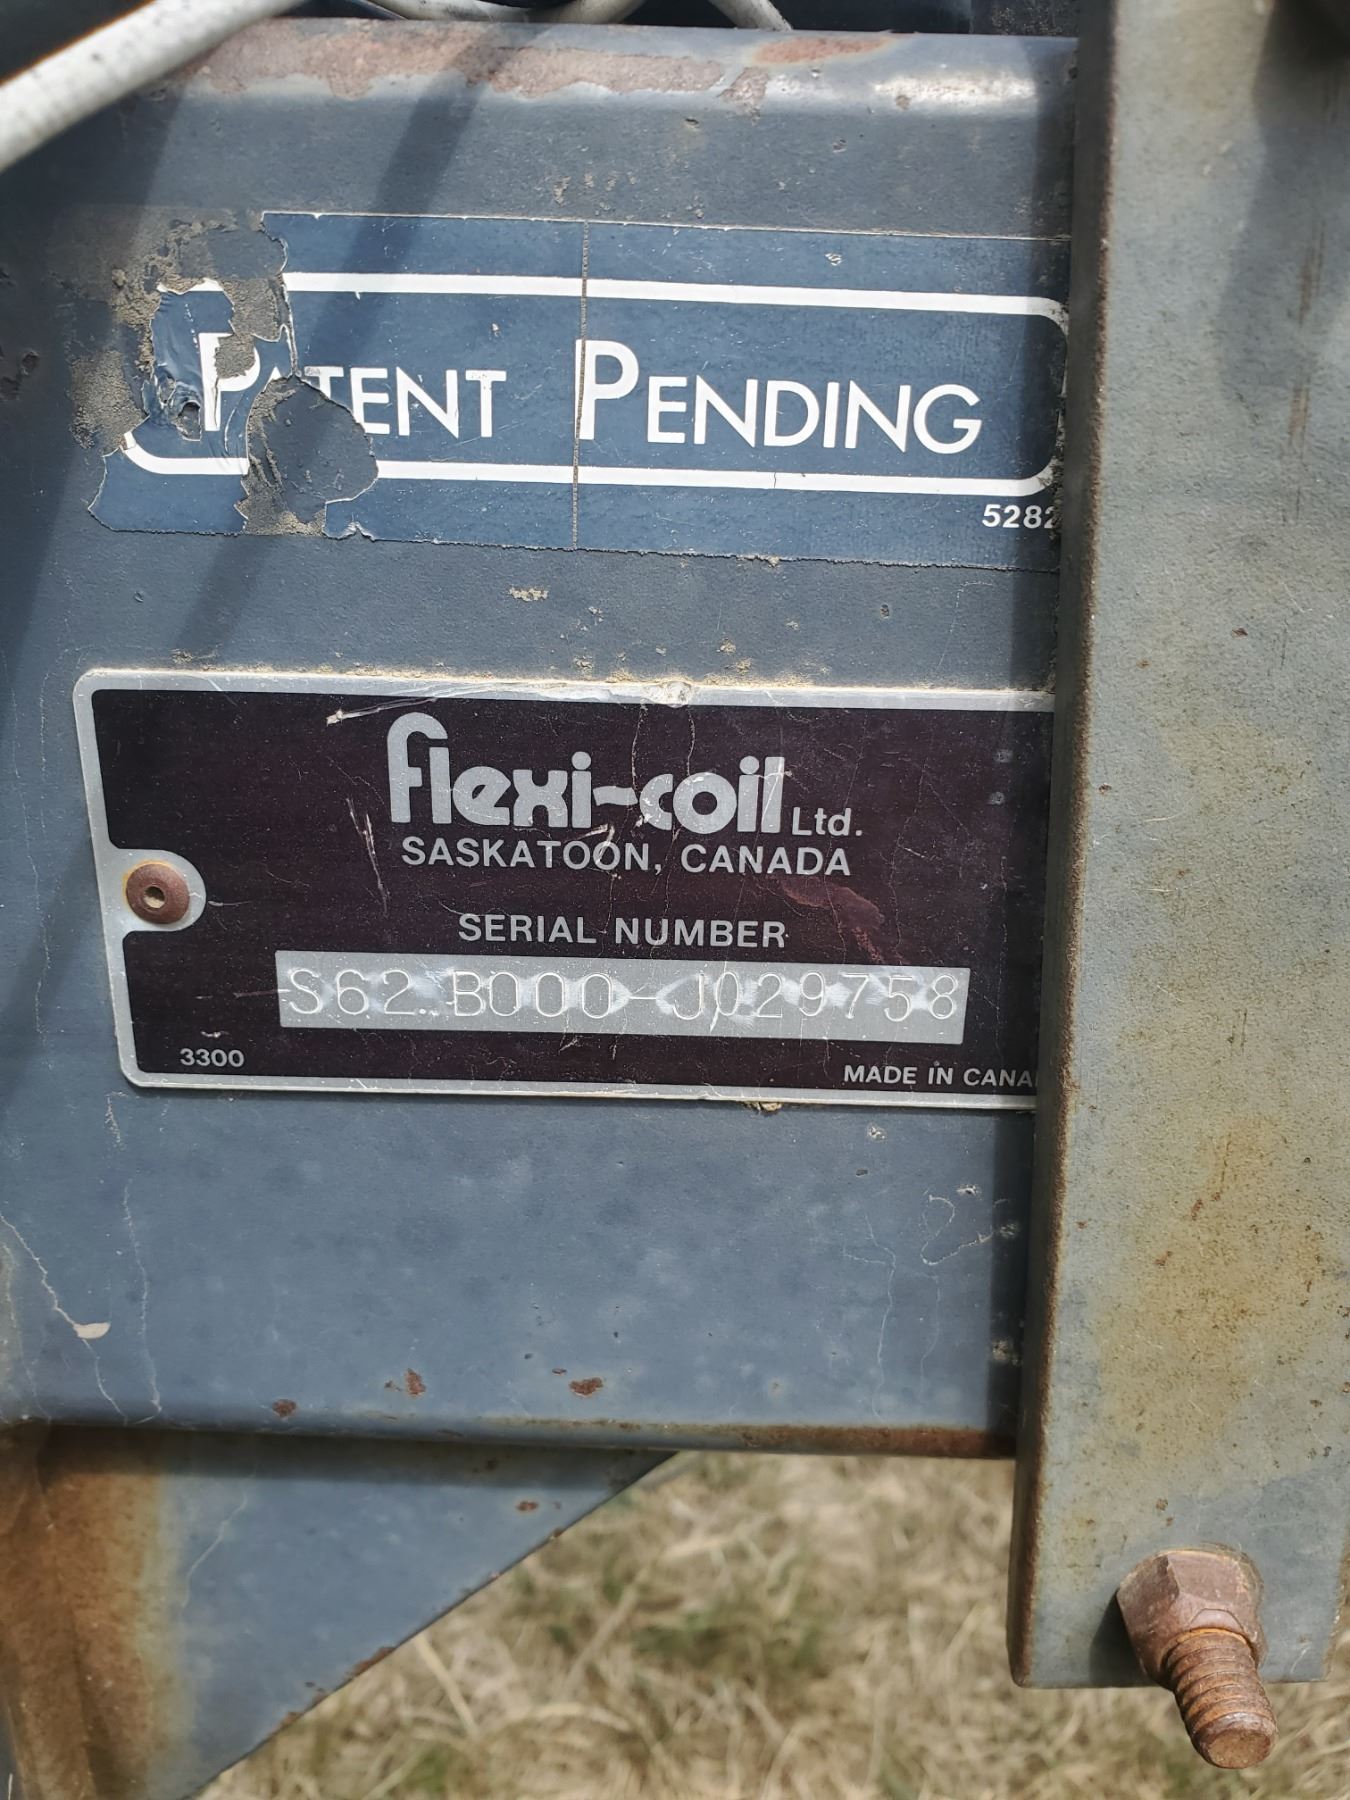 PATENT PENDING
5282
flexi-coil Ltd.
SASKATOON, CANADA
SERIAL NUMBER
S62 B000-J029758
3300
MADE IN CANA